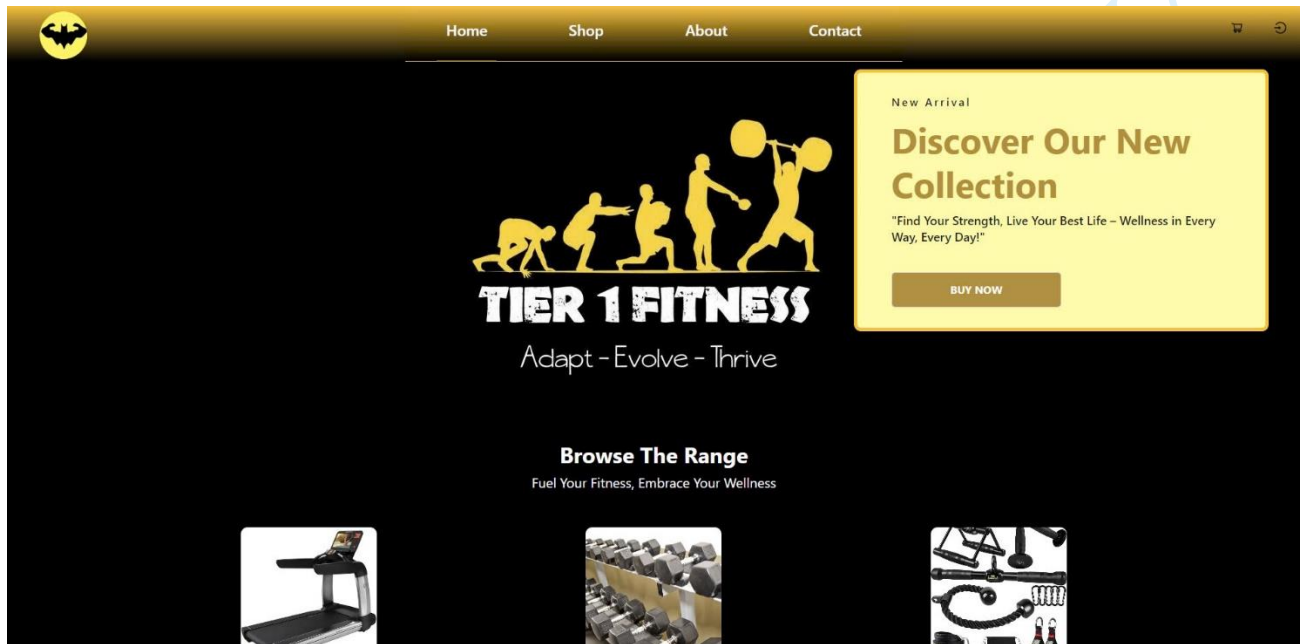 Home Shop About Contact
New Arrival
Discover Our New
Collection
"Find Your Strength, Live Your Best Life – Wellness in Every
Way, Every Day!"
BUY NOW
TIER 1 FITNESS
Adapt - Evolve - Thrive
Browse The Range
Fuel Your Fitness, Embrace Your Wellness